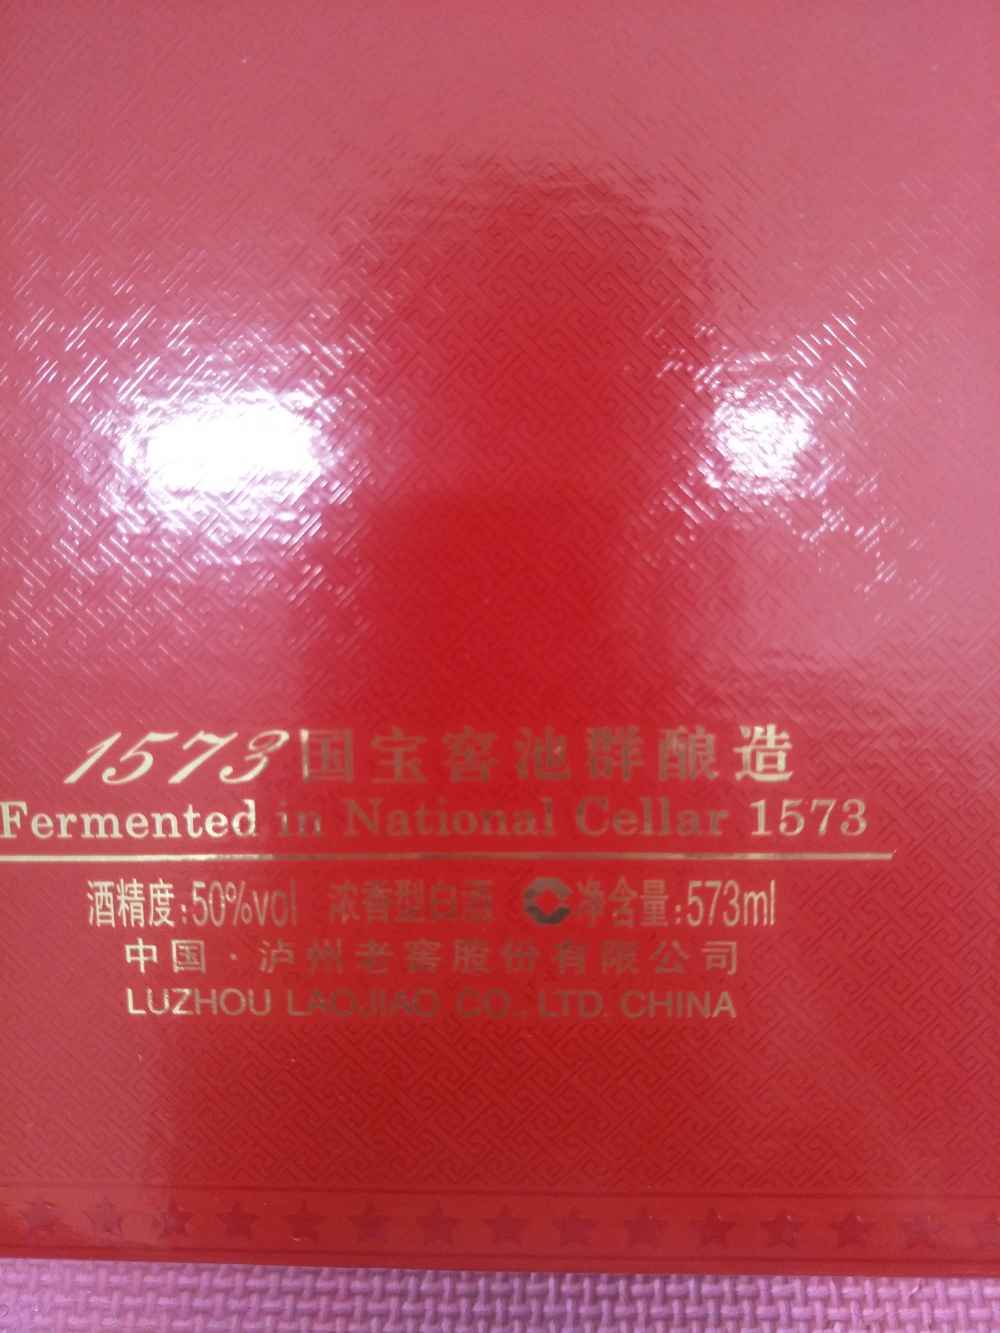 1573国宝窖池群酿造
Fermented in National Cellar 1573
酒精度:50%vol 浓香型白酒 净含量:573ml
中国·泸州老窖股份有限公司
LUZHOU LAOJIAO CO., LTD. CHINA